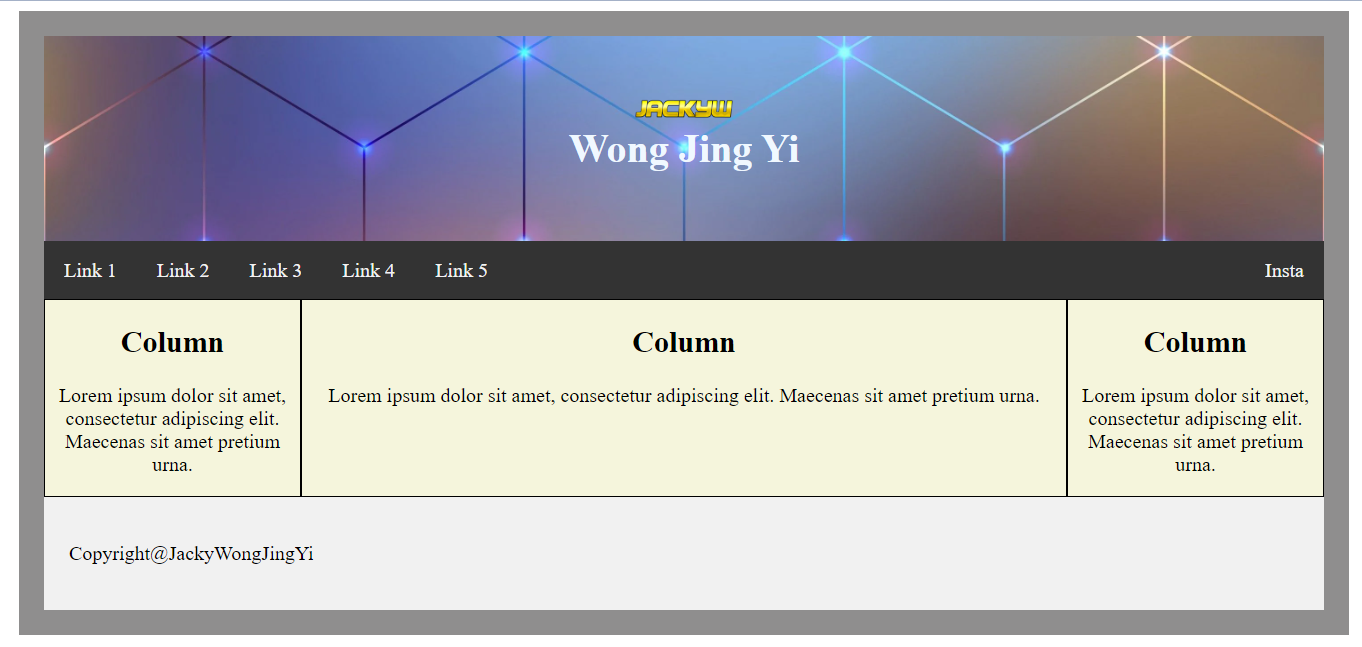 JACKYW
Wong Jing Yi
Link 1 Link 2 Link 3 Link 4 Link 5 Insta
Column Column Column
Lorem ipsum dolor sit amet,
consectetur adipiscing elit.
Maecenas sit amet pretium
urna.
Lorem ipsum dolor sit amet, consectetur adipiscing elit. Maecenas sit amet pretium urna.
Lorem ipsum dolor sit amet,
consectetur adipiscing elit.
Maecenas sit amet pretium
urna.
Copyright@JackyWongJingYi